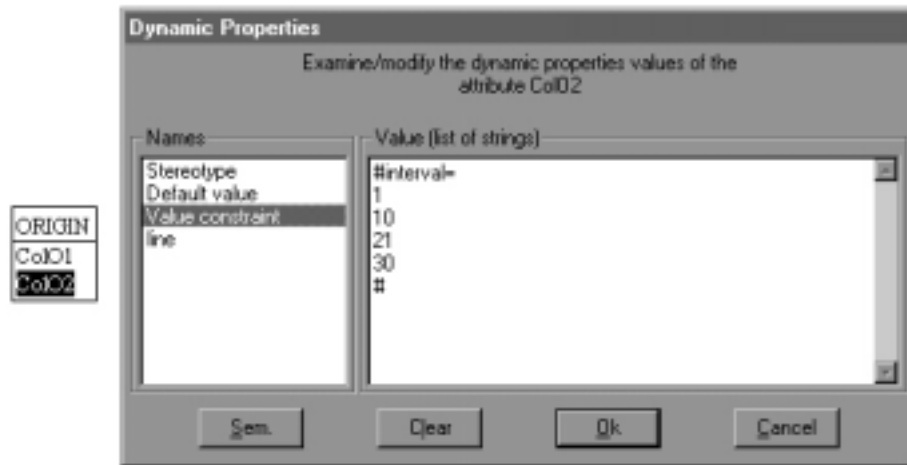 Dynamic Properties
Examine/modify the dynamic properties values of the
attribute ColO2
Names
Stereotype
Default value
Value constraint
line
Value (list of strings)
#interval=
1
10
21
30
#
ORIGIN
ColO1
ColO2
Sem.
Clear
Ok
Cancel